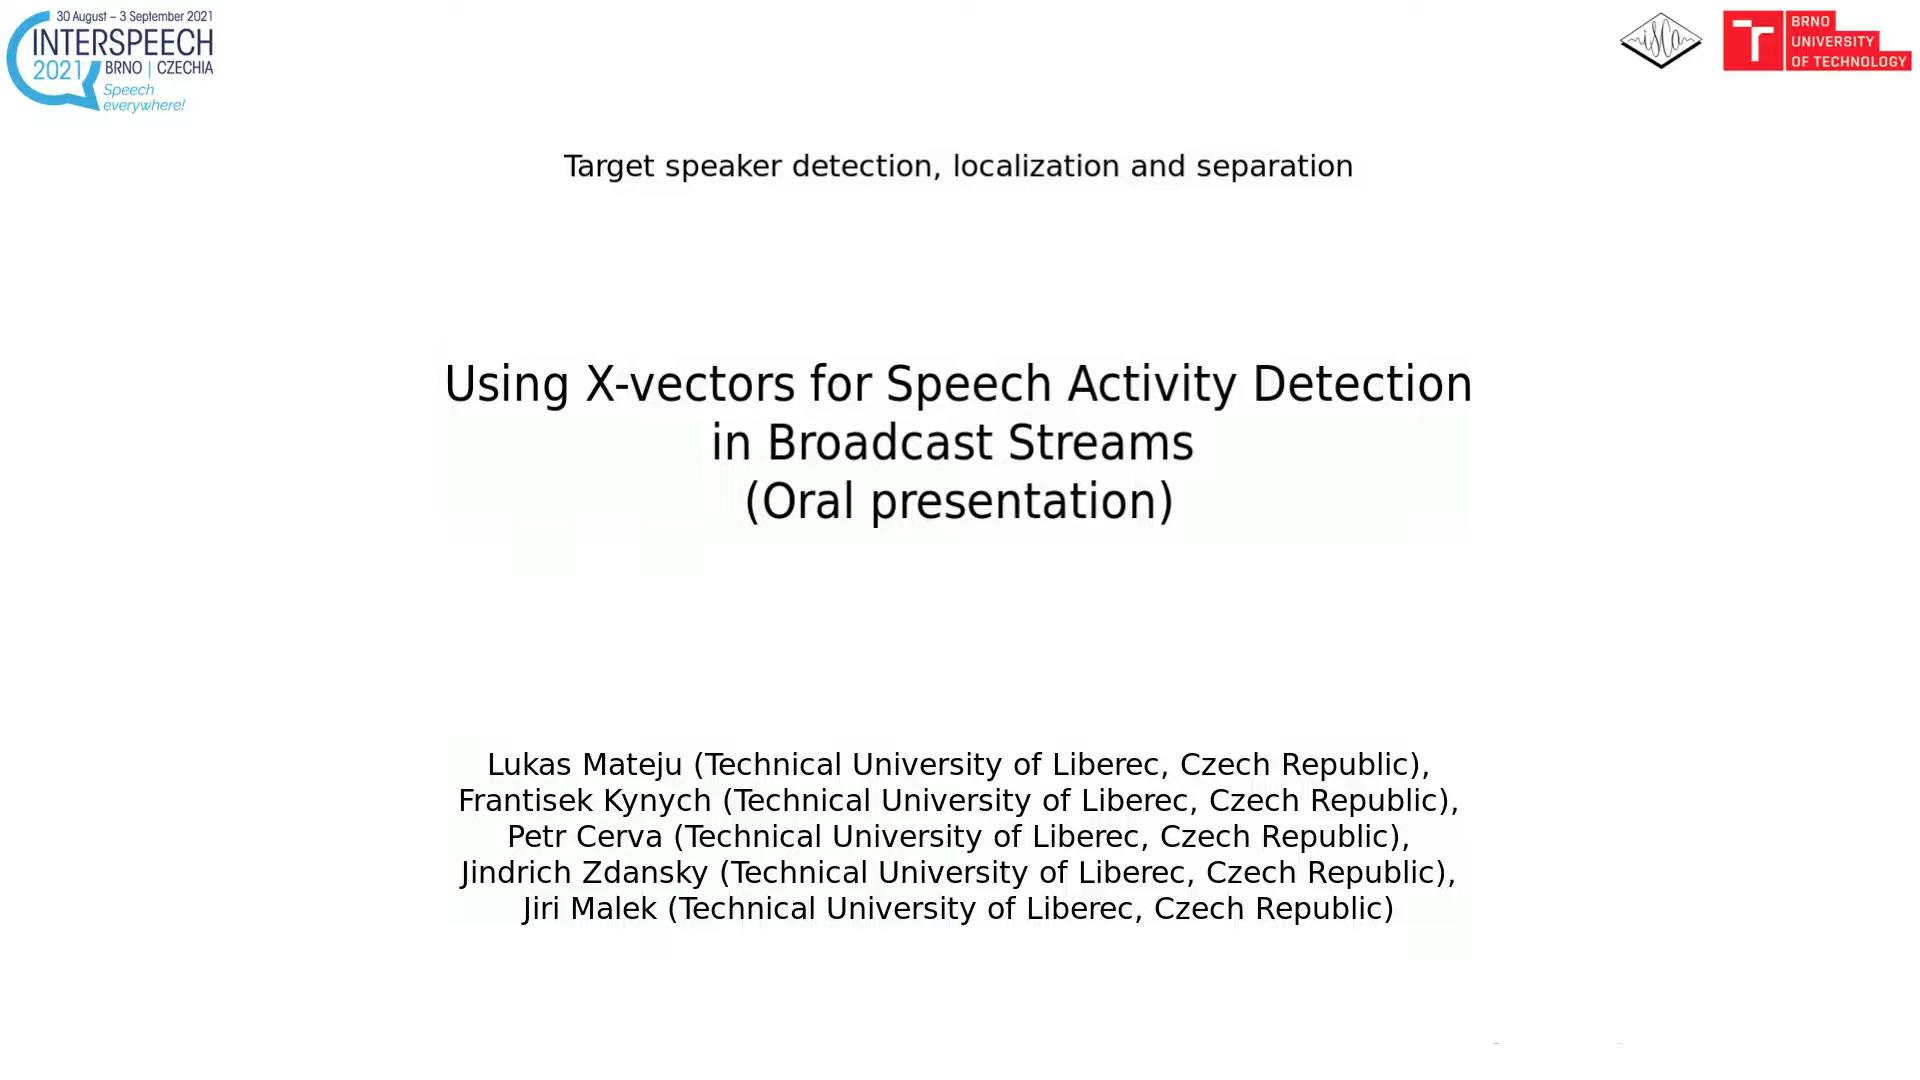 30 August – 3 September 2021
INTERSPEECH
2021 BRNO | CZECHIA
Speech
everywhere!
isca
BRNO
UNIVERSITY
OF TECHNOLOGY
Target speaker detection, localization and separation
Using X-vectors for Speech Activity Detection
in Broadcast Streams
(Oral presentation)
Lukas Mateju (Technical University of Liberec, Czech Republic),
Frantisek Kynych (Technical University of Liberec, Czech Republic),
Petr Cerva (Technical University of Liberec, Czech Republic),
Jindrich Zdansky (Technical University of Liberec, Czech Republic),
Jiri Malek (Technical University of Liberec, Czech Republic)